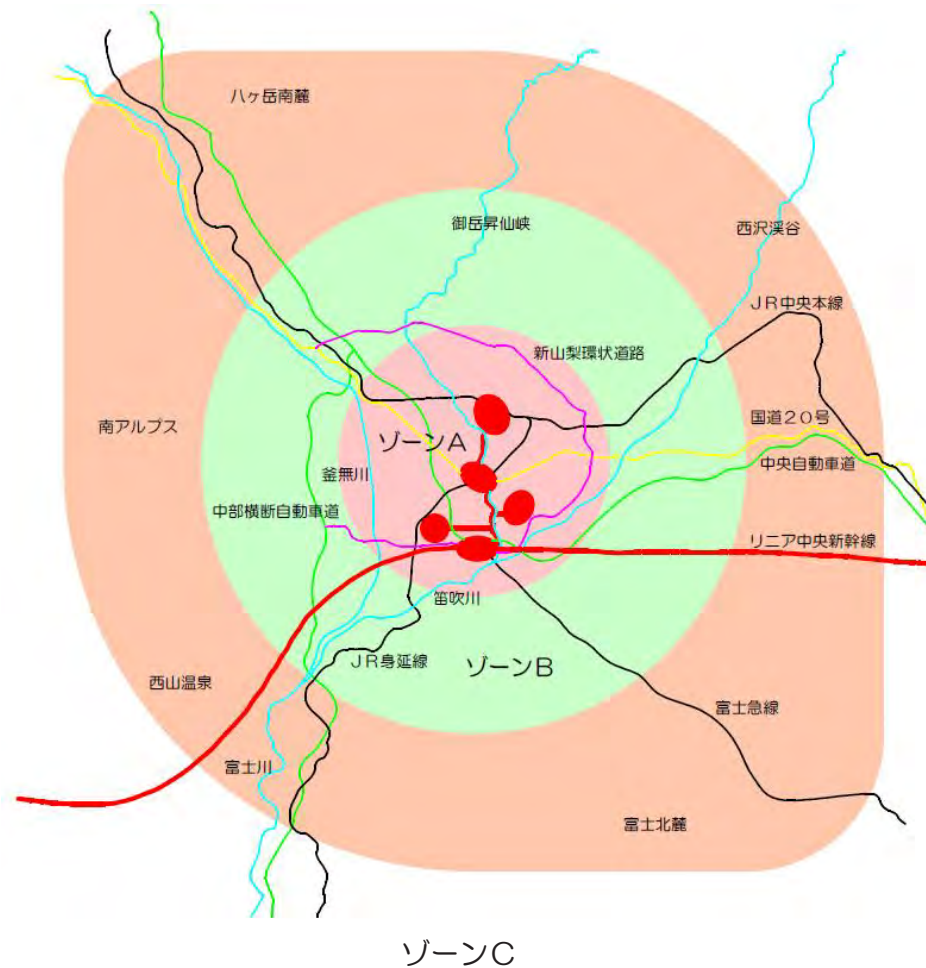 八ヶ岳南麓
御岳昇仙峡
西沢渓谷
JR中央本線
新山梨環状道路
国道20号
南アルプス
ゾーンA
釜無川
中央自動車道
中部横断自動車道
リニア中央新幹線
笛吹川
JR身延線
ゾーンB
西山温泉
富士急線
富士川
富士北麓
ゾーンC